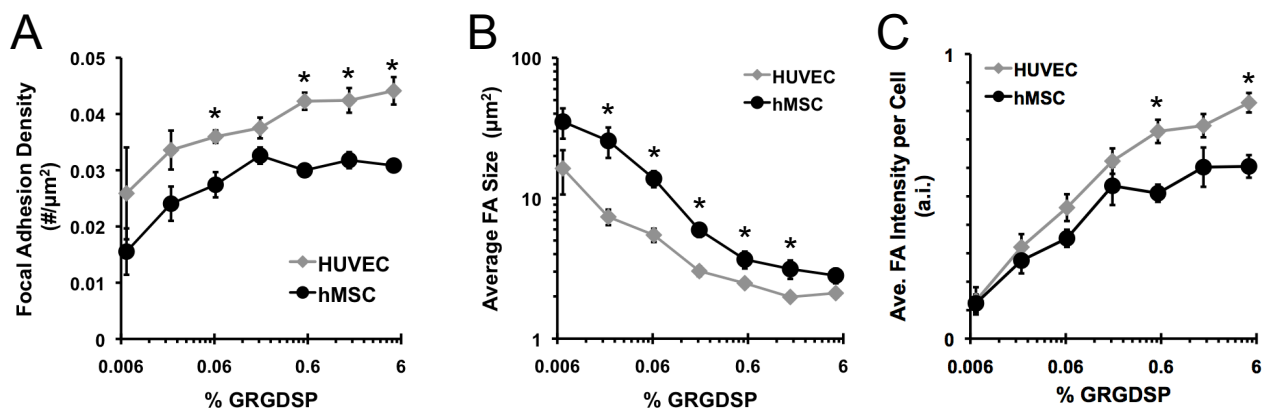 A
Focal Adhesion Density
(#/µm²)
0.05
0.04
0.03
0.02
0.01
0
*
*
*
*
HUVEC
hMSC
0.006
0.06
0.6
6
% GRGDSP
B
Average FA Size (µm²)
100
10
1
*
*
*
*
*
*
HUVEC
hMSC
0.006
0.06
0.6
6
% GRGDSP
C
Ave. FA Intensity per Cell
(a.i.)
1
0
HUVEC
hMSC
*
*
0.006
0.06
0.6
6
% GRGDSP